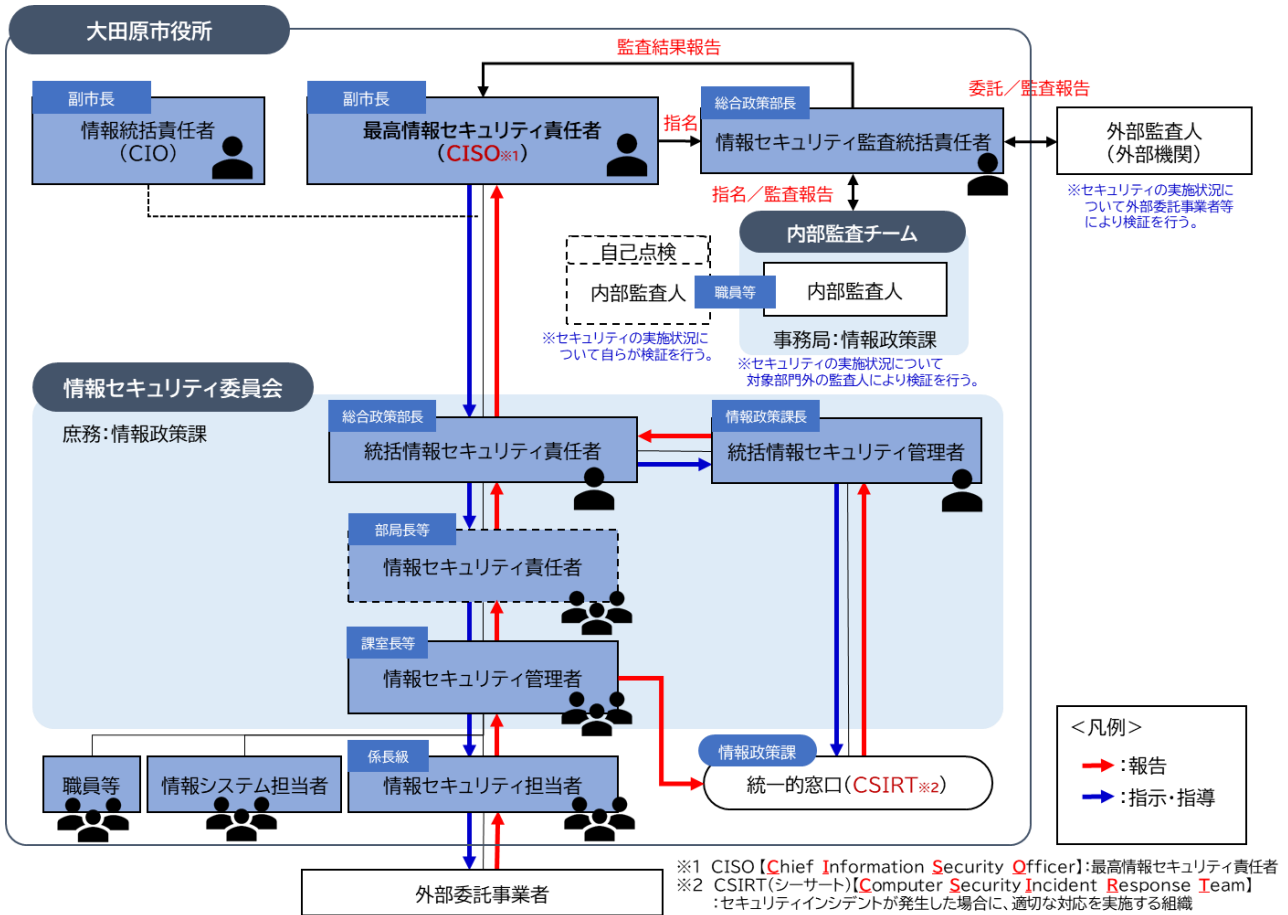 大田原市役所
監査結果報告
副市長
情報統括責任者
(CIO)
副市長
最高情報セキュリティ責任者
(CISO※1)
指名
総合政策部長
情報セキュリティ監査統括責任者
委託/監査報告
外部監査人
(外部機関)
※セキュリティの実施状況に
ついて外部委託事業者等
により検証を行う。
指名/監査報告
内部監査チーム
自己点検
内部監査人
職員等
内部監査人
事務局:情報政策課
※セキュリティの実施状況に
ついて自らが検証を行う。
※セキュリティの実施状況について
対象部門外の監査人により検証を行う。
情報セキュリティ委員会
庶務:情報政策課
総合政策部長
統括情報セキュリティ責任者
情報政策課長
統括情報セキュリティ管理者
部局長等
情報セキュリティ責任者
課室長等
情報セキュリティ管理者
職員等
情報システム担当者
係長級
情報セキュリティ担当者
情報政策課
統一的窓口(CSIRT※2)
<凡例>
:報告
:指示・指導
外部委託事業者
※1 CISO【Chief Information Security Officer】:最高情報セキュリティ責任者
※2 CSIRT(シーサート)【Computer Security Incident Response Team】
:セキュリティインシデントが発生した場合に、適切な対応を実施する組織